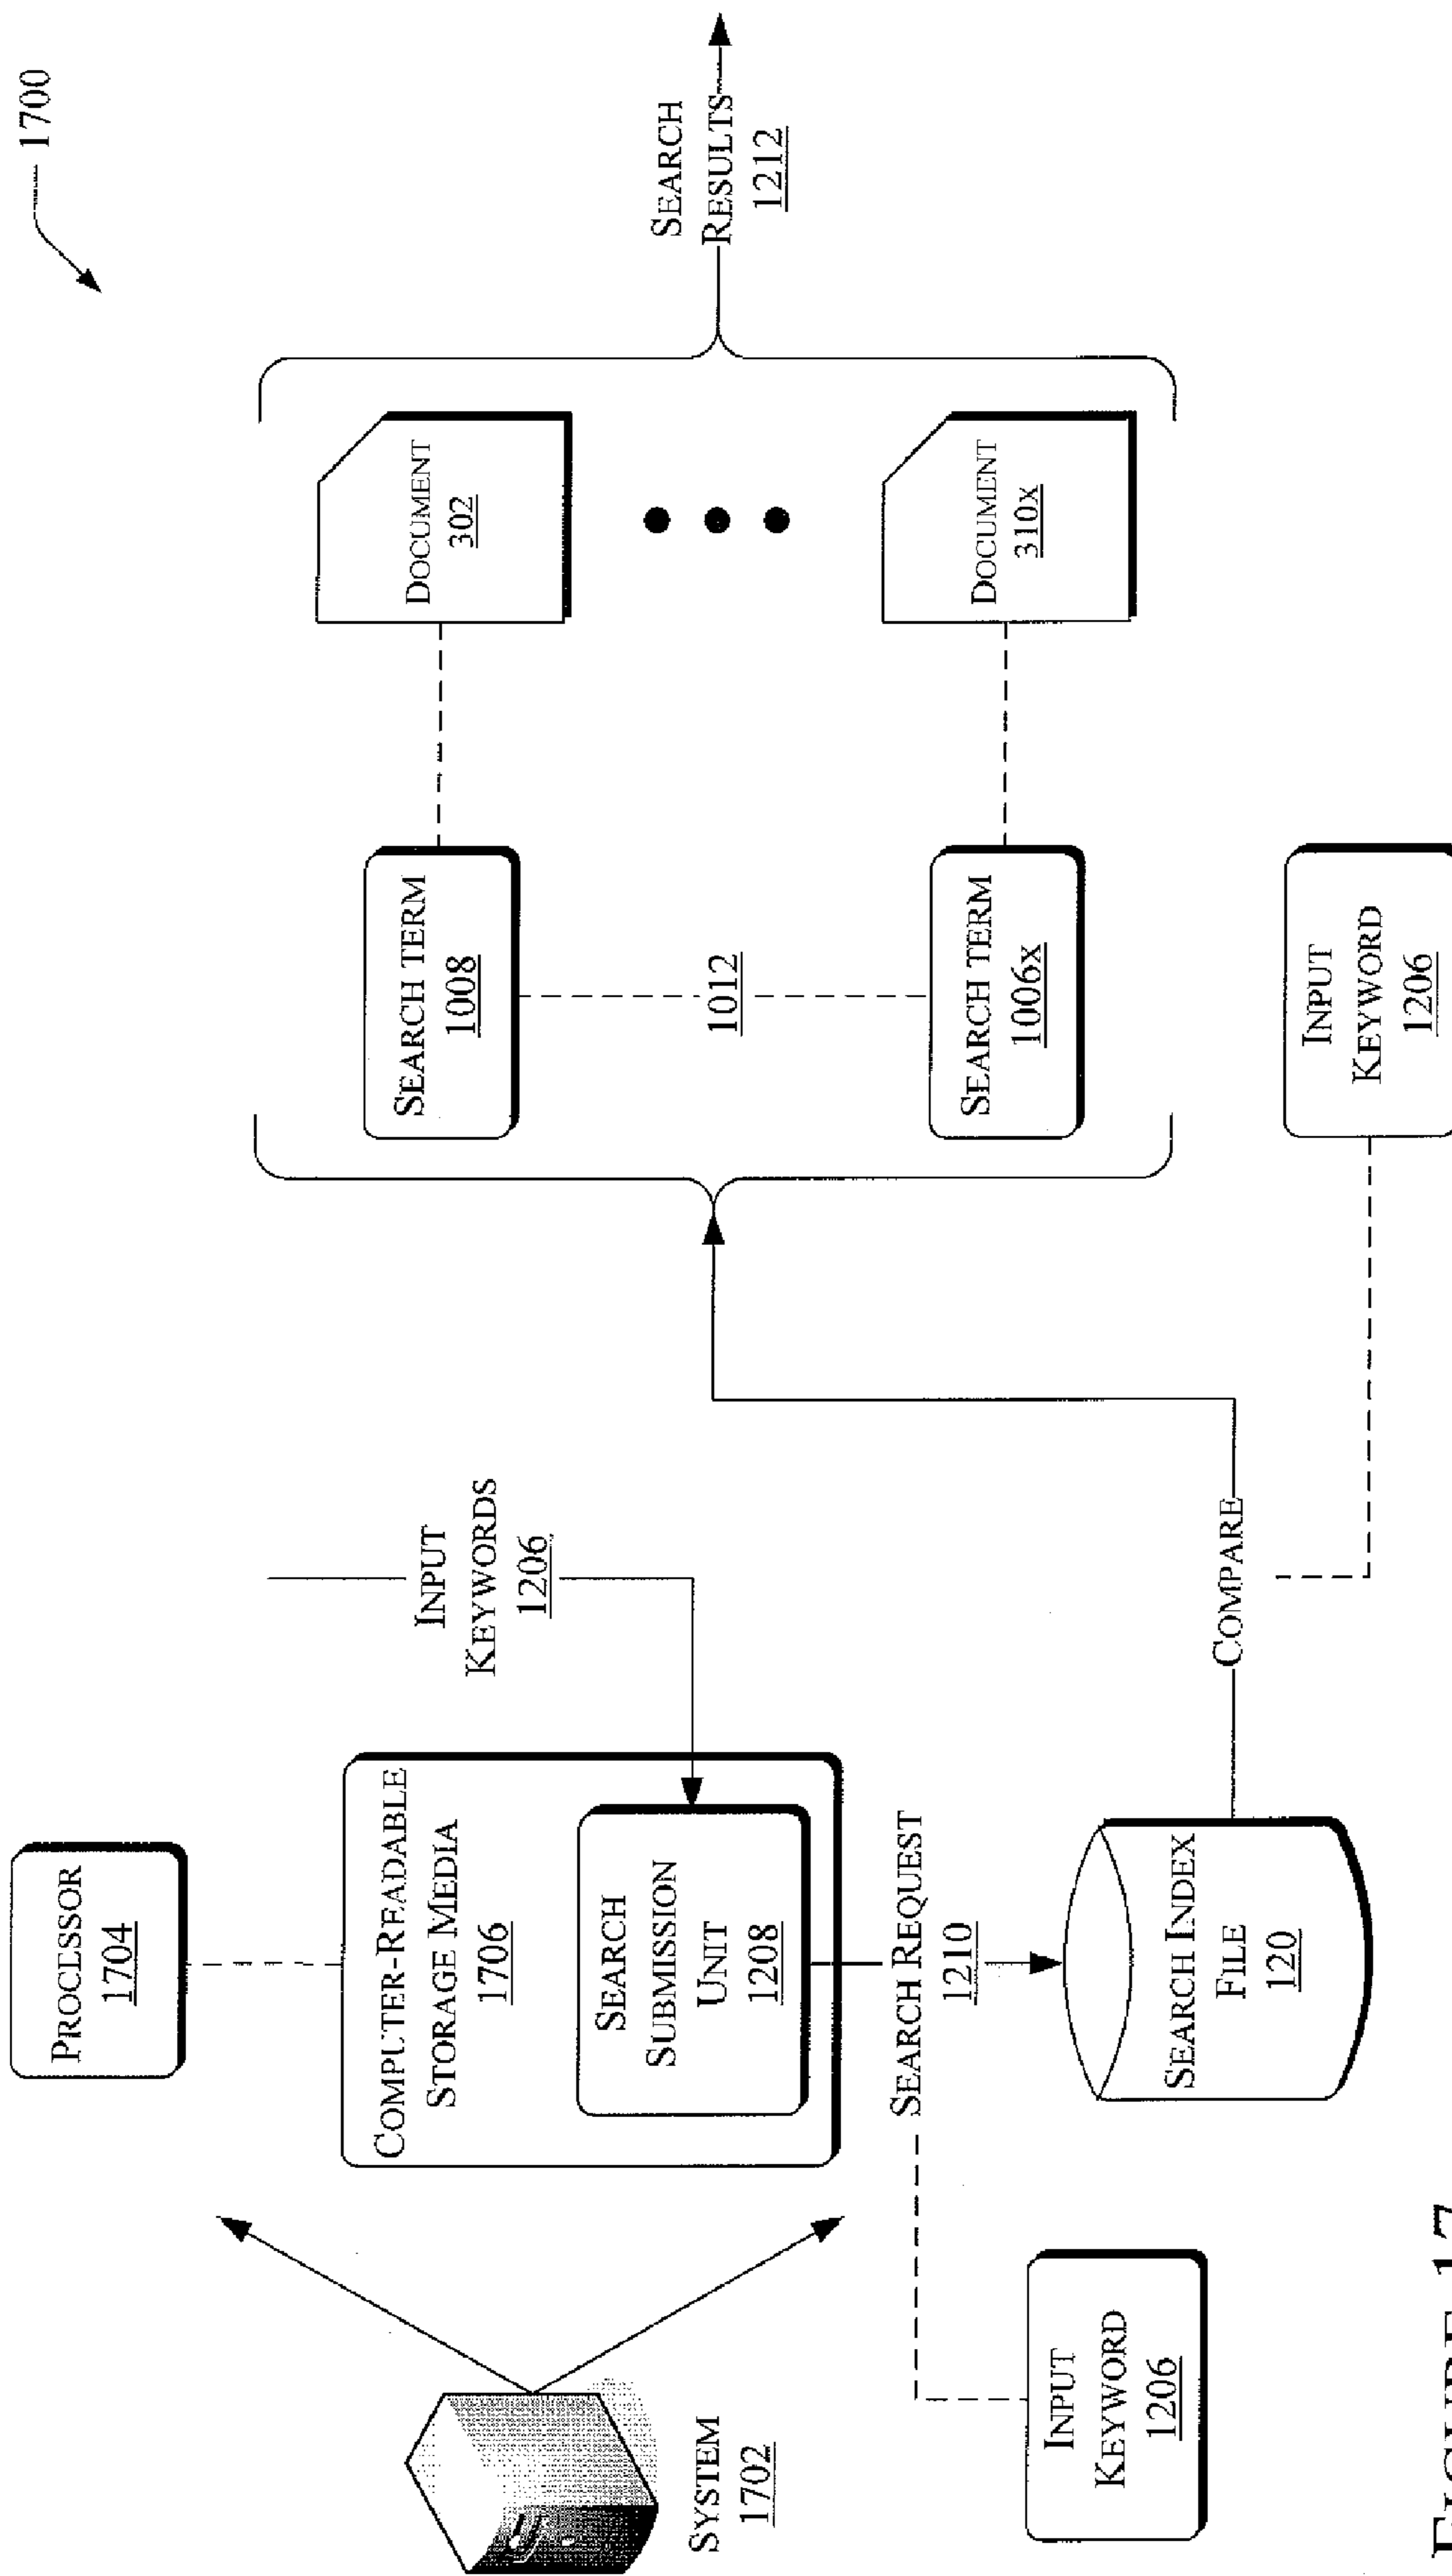 1700
PROCESSOR
1704
COMPUTER-READABLE
STORAGE MEDIA
1706
SEARCH
SUBMISSION
UNIT
1208
INPUT
KEYWORDS
1206
SYSTEM
1702
SEARCH REQUEST
1210
INPUT
KEYWORD
1206
SEARCH INDEX
FILE
120
COMPARE
INPUT
KEYWORD
1206
SEARCH TERM
1008
1012
SEARCH TERM
1006x
DOCUMENT
302
DOCUMENT
310x
SEARCH
RESULTS
1212
FIGURE 17